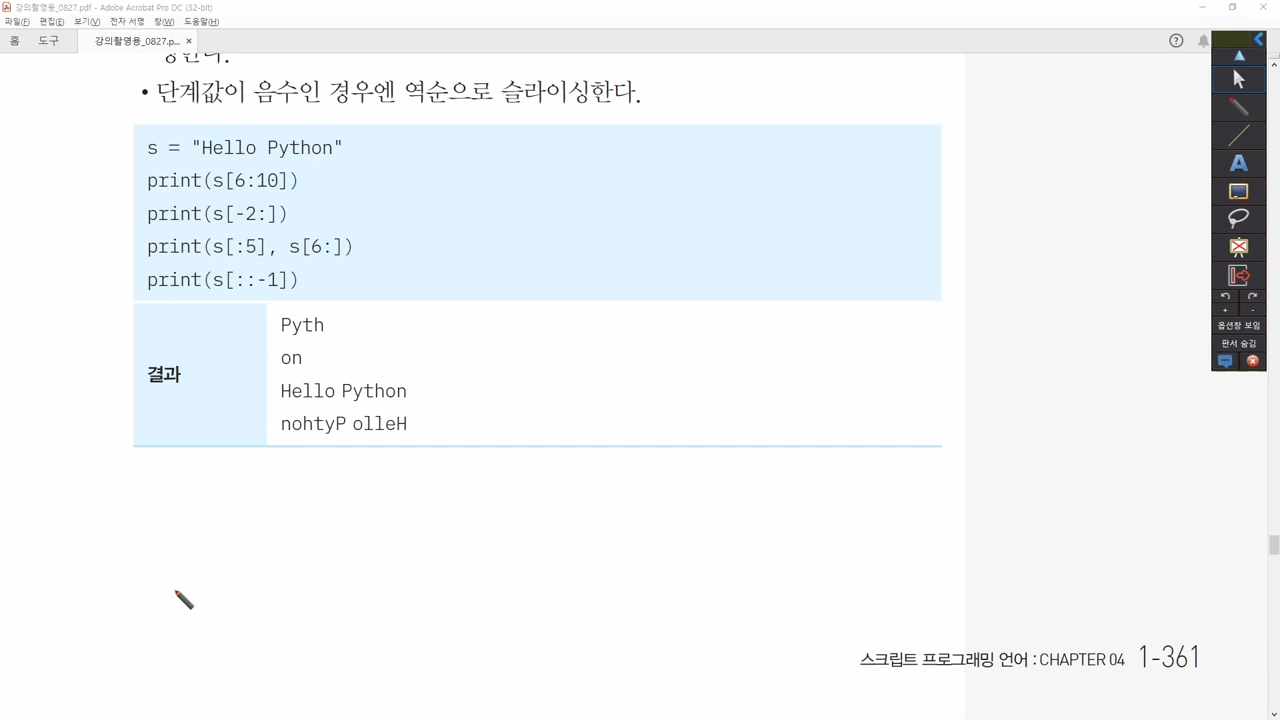 강의촬영용_0827.pdf - Adobe Acrobat Pro DC (32-bit)
파일(F) 편집(E) 보기(V) 전자 서명 창(W) 도움말(H)
홈 도구 강의촬영용_0827.p... ×
• 단계값이 음수인 경우엔 역순으로 슬라이싱한다.
s = "Hello Python"
print(s[6:10])
print(s[-2:])
print(s[:5], s[6:])
print(s[::-1])
결과
Pyth
on
Hello Python
nohtyP olleH
옵션창 보임
판서 숨김
스크립트 프로그래밍 언어 : CHAPTER 04 1-361